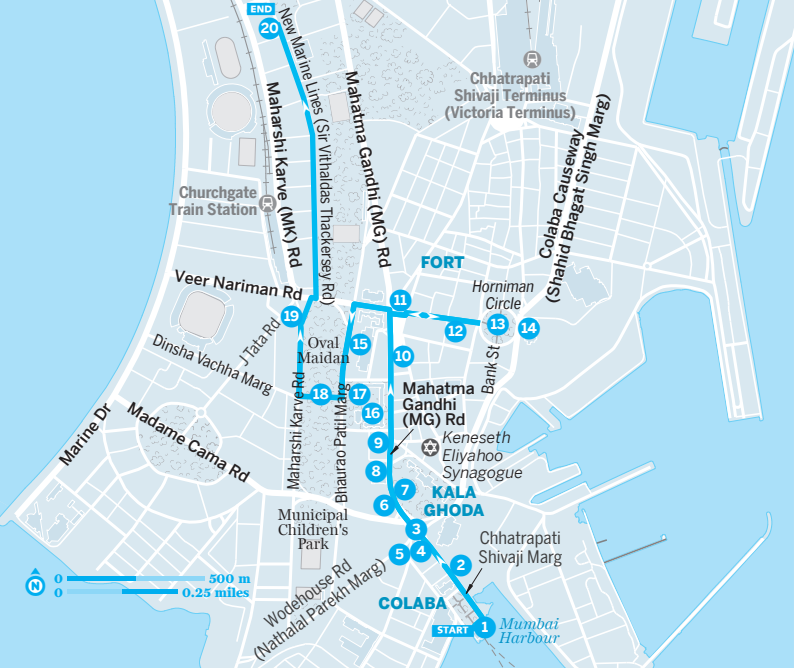 END
20
New Marine Lines (Sir Vithaldas Thackersey Rd)
Mahatma Gandhi (MG) Rd
Maharshi Karve (MK) Rd
Chhatrapati
Shivaji Terminus
(Victoria Terminus)
Colaba Causeway
(Shahid Bhagat Singh Marg)
Churchgate
Train Station
FORT
Veer Nariman Rd
Horniman
Circle
11
12
13
14
19
J Tata Rd
Dinsha Vachha Marg
Oval
Maidan
15
10
Bank St
Maharshi Karve Rd
18
17
16
Bhaurao Patil Marg
Mahatma
Gandhi
(MG) Rd
Marine Dr
Madame Cama Rd
9
Keneseth
Eliyahoo
Synagogue
8
7
6
KALA
GHODA
Municipal
Children's
Park
3
4
5
Chhatrapati
Shivaji Marg
2
Wodehouse Rd
(Nathalal Parekh Marg)
COLABA
N
0 500 m
0 0.25 miles
START
1
Mumbai
Harbour